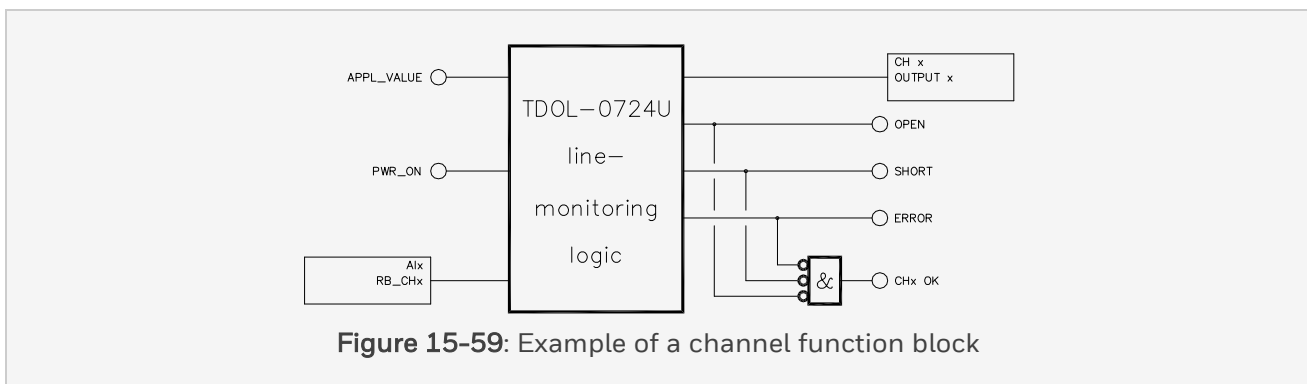 APPL_VALUE
PWR_ON
AIx
RB_CHx
TDOL-0724U
line-
monitoring
logic
CH x
OUTPUT x
OPEN
SHORT
ERROR
&
CHx OK
Figure 15-59: Example of a channel function block